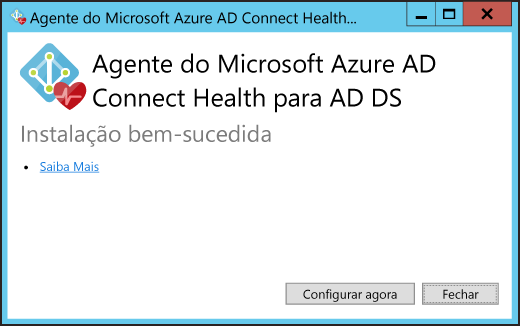 Agente do Microsoft Azure AD Connect Health...
Agente do Microsoft Azure AD
Connect Health para AD DS
Instalação bem-sucedida
• Saiba Mais
Configurar agora
Fechar